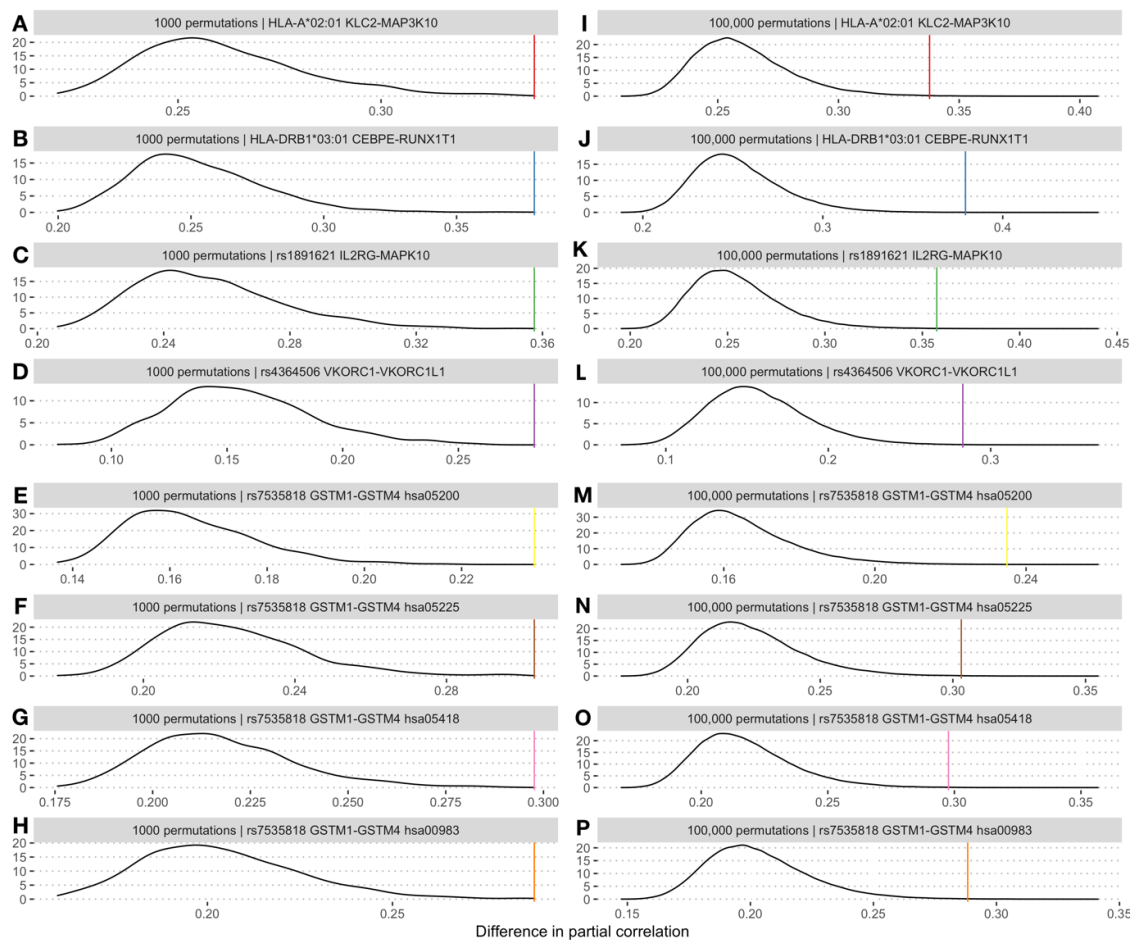 A
1000 permutations | HLA-A*02:01 KLC2-MAP3K10
20
15
10
5
0
0.25 0.30
B
1000 permutations | HLA-DRB1*03:01 CEBPE-RUNX1T1
15
10
5
0
0.20 0.25 0.30 0.35
C
1000 permutations | rs1891621 IL2RG-MAPK10
15
10
5
0
0.20 0.24 0.28 0.32 0.36
D
1000 permutations | rs4364506 VKORC1-VKORC1L1
10
5
0
0.10 0.15 0.20 0.25
E
1000 permutations | rs7535818 GSTM1-GSTM4 hsa05200
30
20
10
0
0.14 0.16 0.18 0.20 0.22
F
1000 permutations | rs7535818 GSTM1-GSTM4 hsa05225
20
15
10
5
0
0.20 0.24 0.28
G
1000 permutations | rs7535818 GSTM1-GSTM4 hsa05418
20
15
10
5
0
0.175 0.200 0.225 0.250 0.275 0.300
H
1000 permutations | rs7535818 GSTM1-GSTM4 hsa00983
20
15
10
5
0
0.20 0.25
I
100,000 permutations | HLA-A*02:01 KLC2-MAP3K10
20
15
10
5
0
0.25 0.30 0.35 0.40
J
100,000 permutations | HLA-DRB1*03:01 CEBPE-RUNX1T1
15
10
5
0
0.2 0.3 0.4
K
100,000 permutations | rs1891621 IL2RG-MAPK10
20
15
10
5
0
0.20 0.25 0.30 0.35 0.40 0.45
L
100,000 permutations | rs4364506 VKORC1-VKORC1L1
10
5
0
0.1 0.2 0.3
M
100,000 permutations | rs7535818 GSTM1-GSTM4 hsa05200
30
20
10
0
0.16 0.20 0.24
N
100,000 permutations | rs7535818 GSTM1-GSTM4 hsa05225
20
15
10
5
0
0.20 0.25 0.30 0.35
O
100,000 permutations | rs7535818 GSTM1-GSTM4 hsa05418
20
15
10
5
0
0.20 0.25 0.30 0.35
P
100,000 permutations | rs7535818 GSTM1-GSTM4 hsa00983
20
15
10
5
0
0.15 0.20 0.25 0.30 0.35
Difference in partial correlation